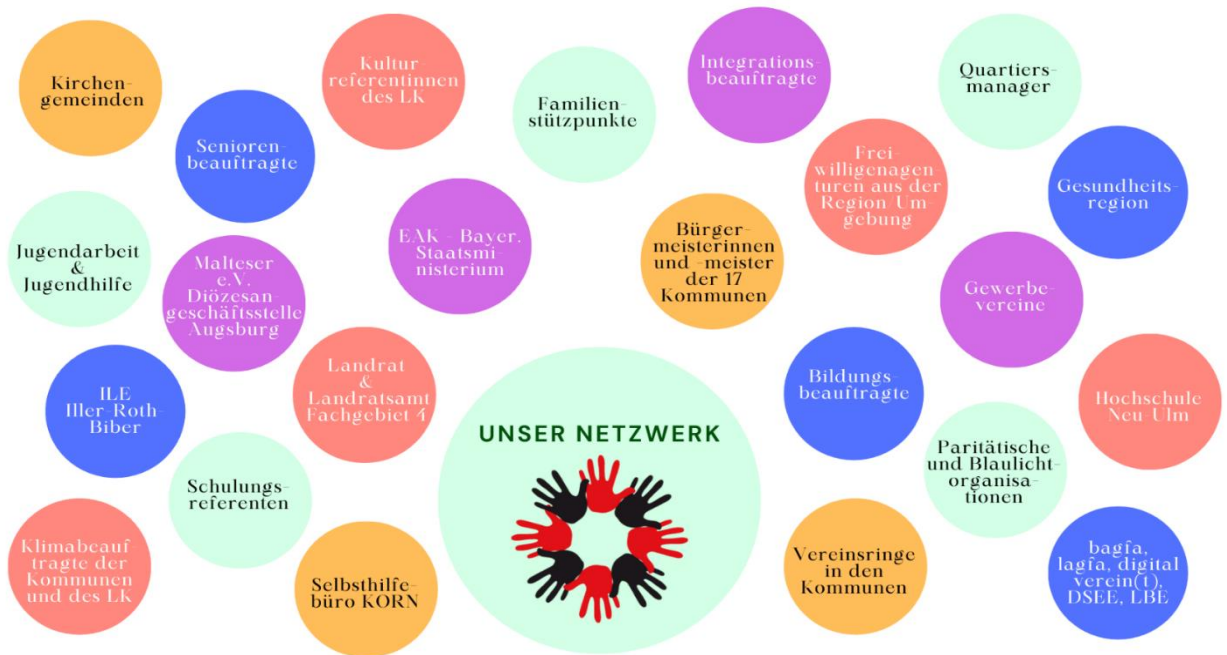 Kirchen-
gemeinden
Kultur
referentinnen
des LK
Integrations-
beauftragte
Quartiers-
manager
Familien-
stützpunkte
Senioren-
beauftragte
Frei-
willigenagen
turen aus der
Region/Um-
gebung
Gesundheits-
region
Jugendarbeit
&
Jugendhilfe
Malteser
e.V.
Diözesan-
geschäftsstelle
Augsburg
EAK - Bayer.
Staatsmi-
nisterium
Bürger-
meisterinnen
und -meister
der 17
Kommunen
Gewerbe-
vereine
ILE
Iller-Roth-
Biber
Landrat
&
Landratsamt
Fachgebiet 4
Bildungs-
beauftragte
Hochschule
Neu-Ulm
UNSER NETZWERK
Paritätische
und Blaulicht-
organisa-
tionen
Schulungs-
referenten
Klimabeauf-
tragte der
Kommunen
und des LK
Selbsthilfe-
büro KORN
Vereinsringe
in den
Kommunen
bagfa,
lagfa, digital
verein(t),
DSEE, LBE